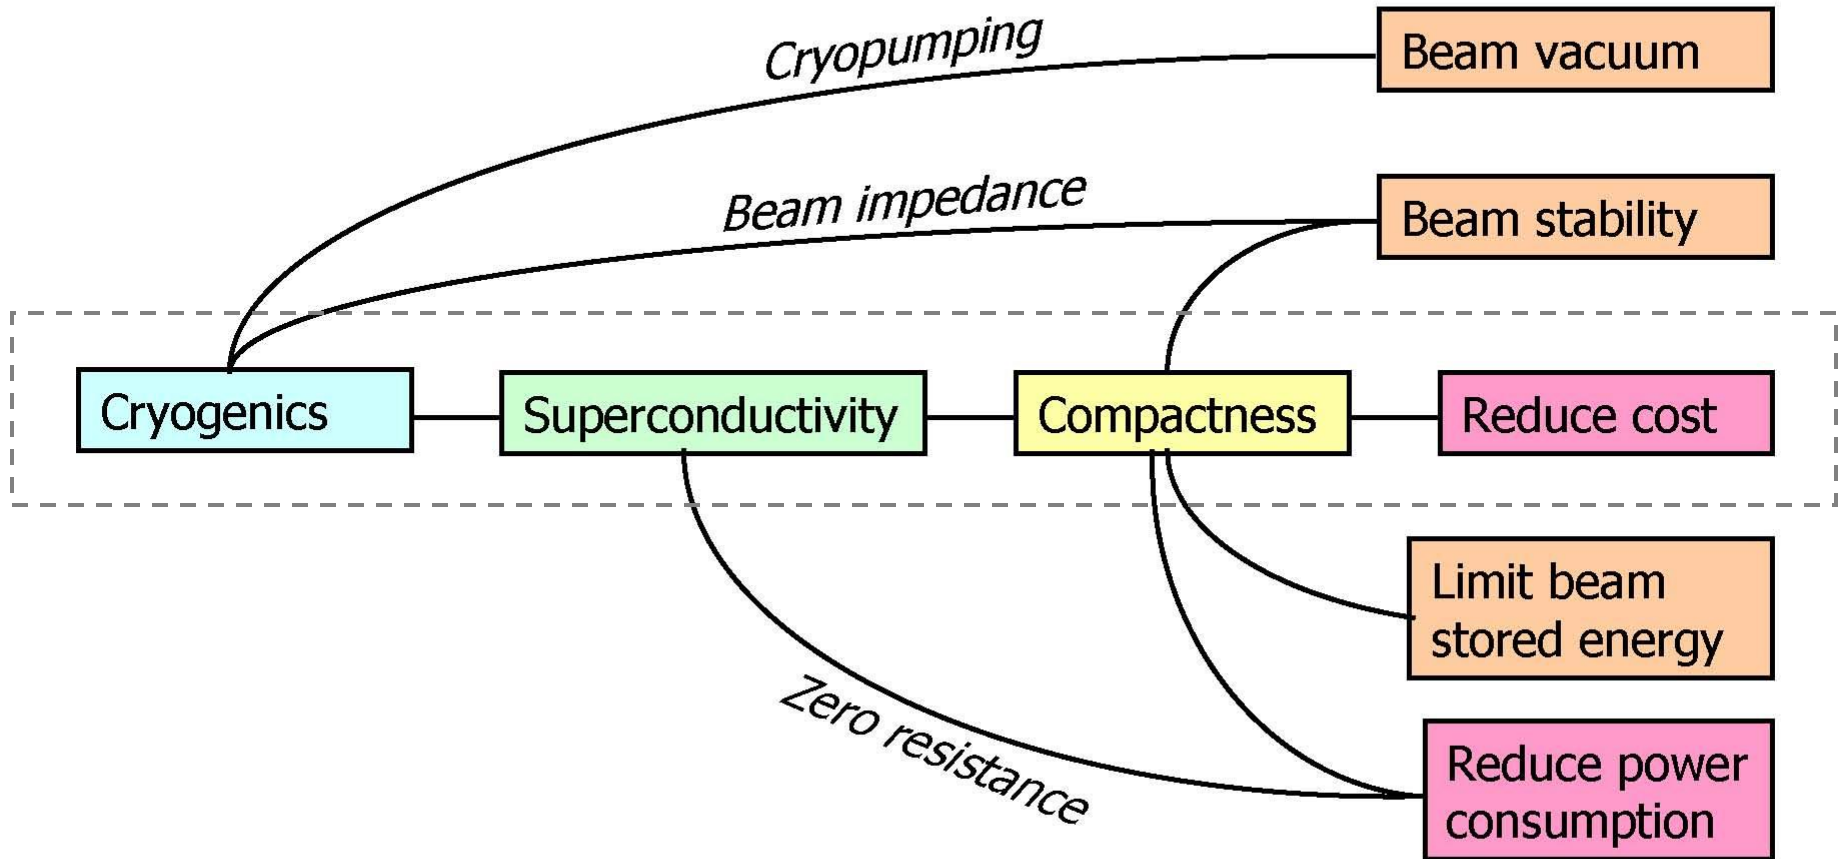 Cryopumping
Beam vacuum
Beam impedance
Beam stability
Cryogenics
Superconductivity
Compactness
Reduce cost
Limit beam
stored energy
Zero resistance
Reduce power
consumption